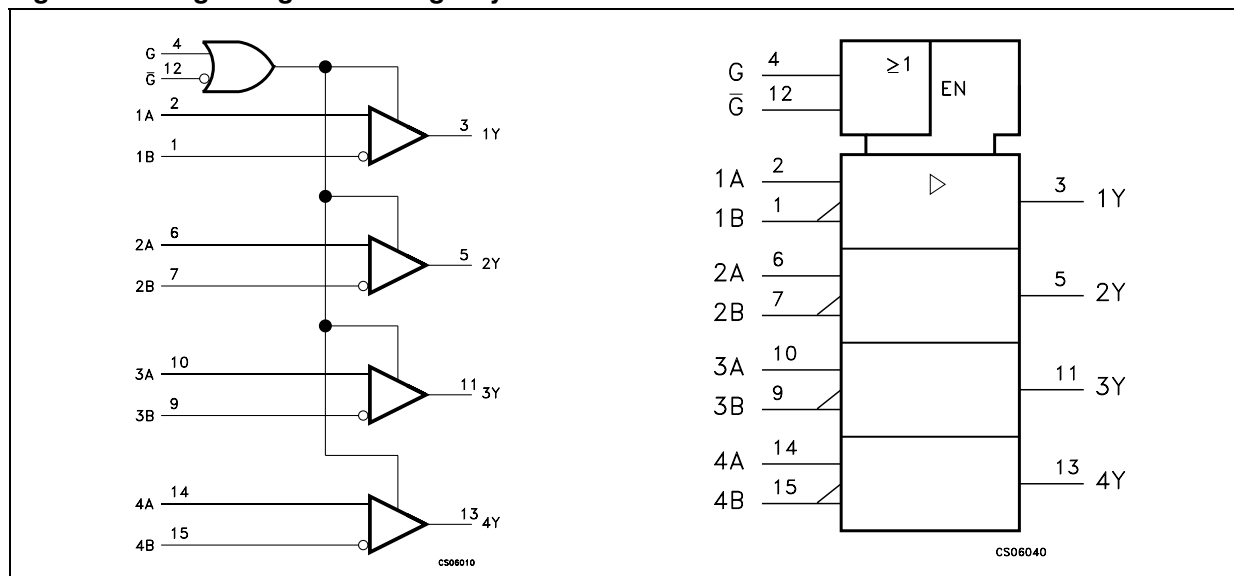 G 4
G̅ 12
1A 2
1B 1
3 1Y
2A 6
2B 7
5 2Y
3A 10
3B 9
11 3Y
4A 14
4B 15
13 4Y
CS06010
G 4
G̅ 12
≥1
EN
1A 2
1B 1
3 1Y
2A 6
2B 7
5 2Y
3A 10
3B 9
11 3Y
4A 14
4B 15
13 4Y
CS06040